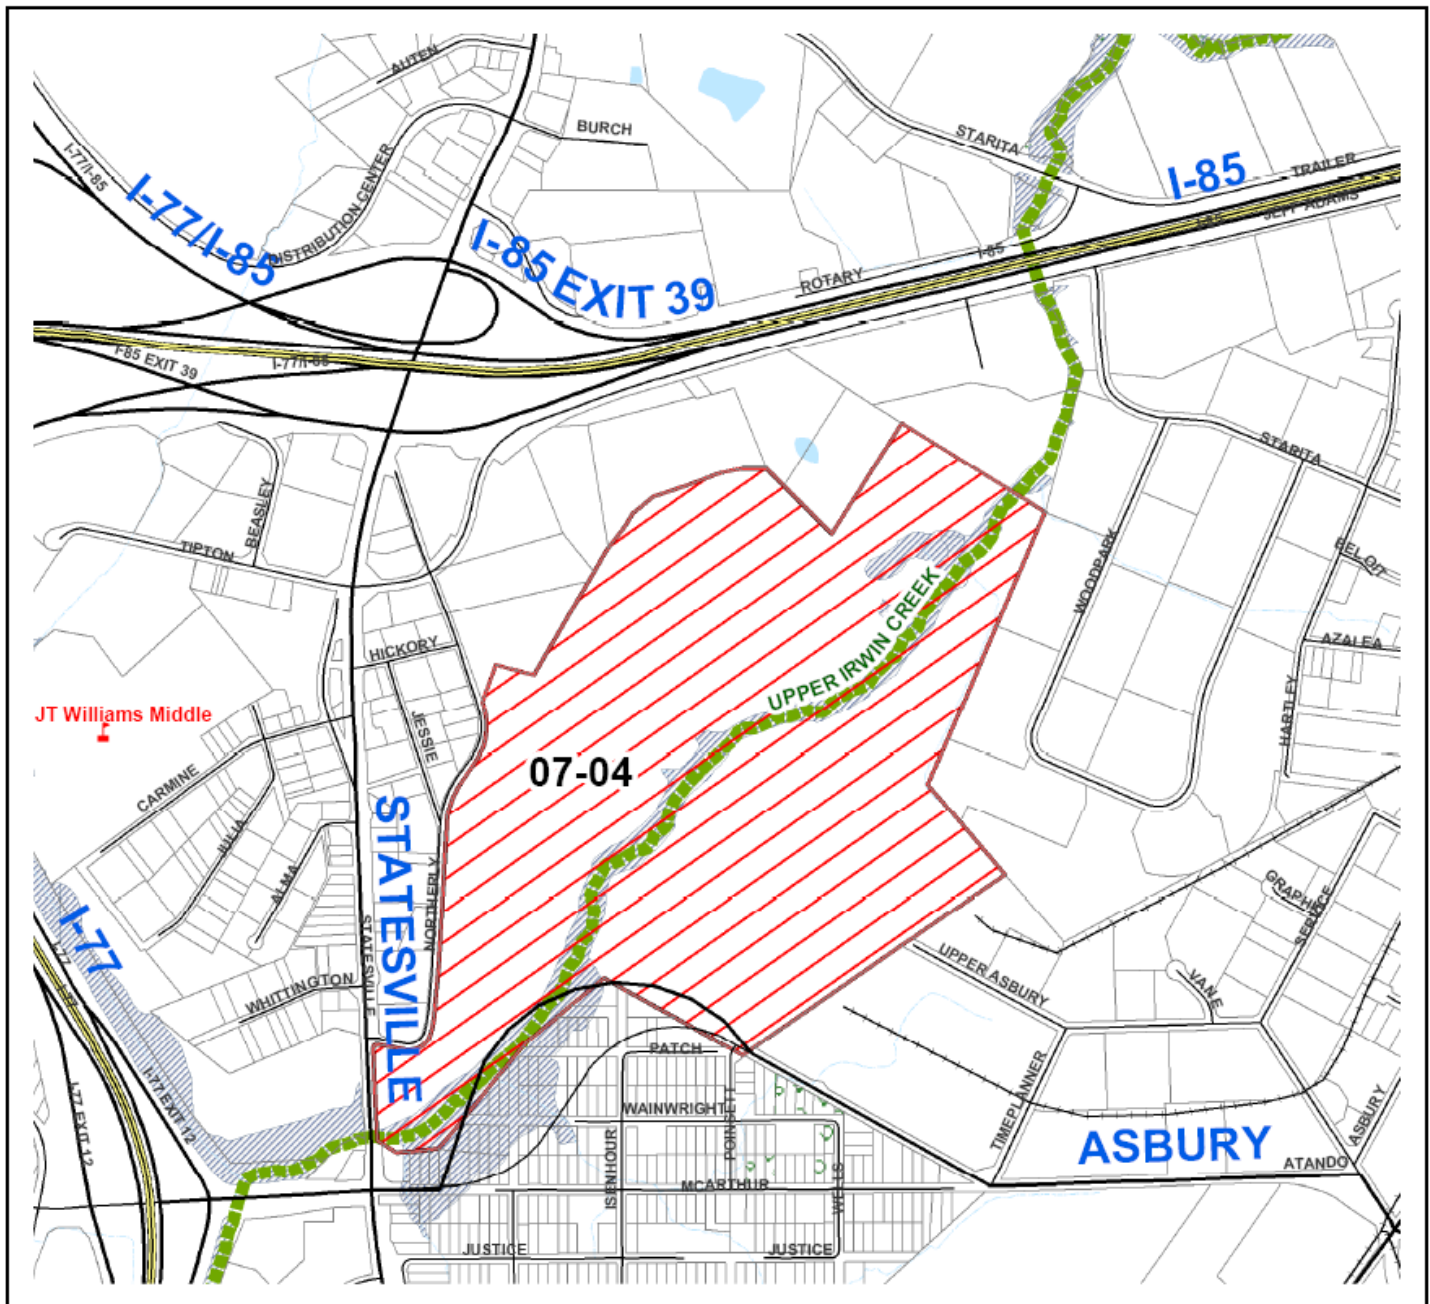 AUTEN
BURCH
STARITA
I-77/I-85
I-77/I-85
DISTRIBUTION CENTER
I-85
TRAILER
I-85
JEFF ADAMS
I-85 EXIT 39
ROTARY
I-85
I-85 EXIT 39
I-77/I-85
STARITA
BEASLEY
TIPTON
WOODPARK
BELOIT
UPPER IRWIN CREEK
HICKORY
AZALEA
JT Williams Middle
JESSIE
HARTLEY
07-04
CARMINE
STATESVILLE
JULIA
ALMA
NORTHERLY
GRAPHIC
SERVICE
I-77
I-77
I-77
STATESVILLE
UPPER ASBURY
VANE
WHITTINGTON
PATCH
I-77 EXIT 12
I-77 EXIT 12
WAINWRIGHT
POINSETT
TIMEPLANNER
ASBURY
ASBURY
ATANDO
ISENHOUR
MCARTHUR
WELLS
JUSTICE
JUSTICE